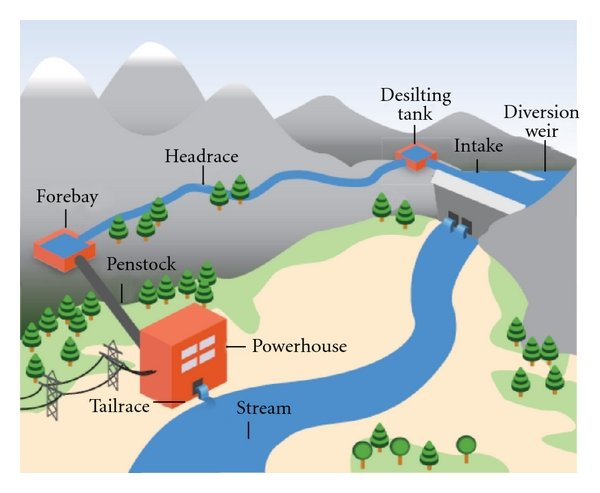 Desilting
tank
Diversion
weir
Intake
Headrace
Forebay
Penstock
Powerhouse
Tailrace
Stream